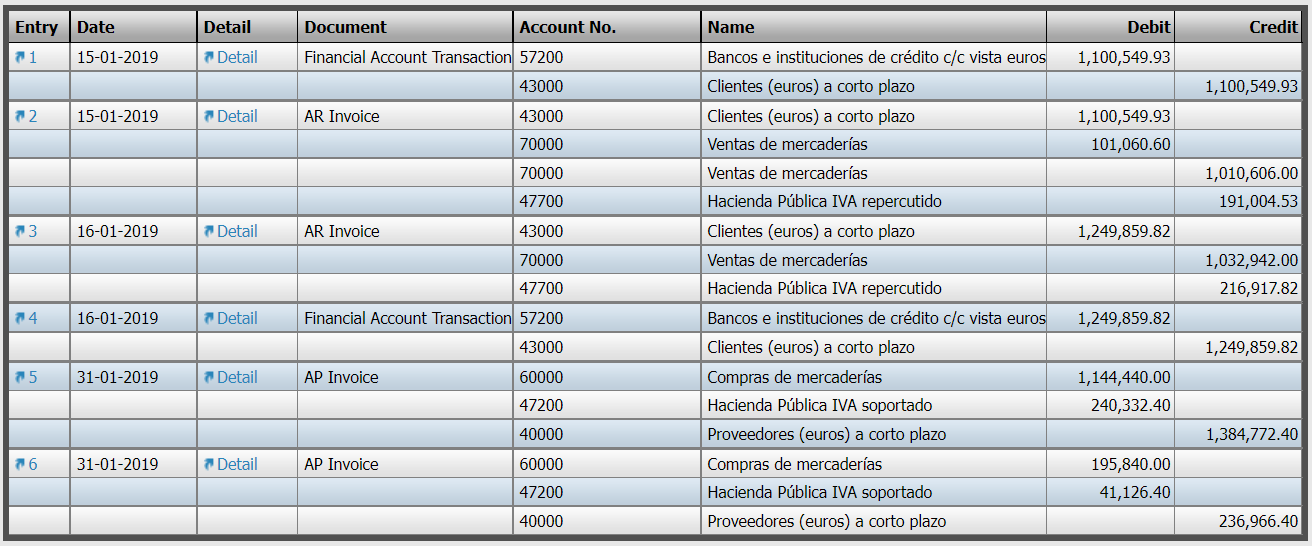 Entry Date Detail Document Account No. Name Debit Credit
1 15-01-2019 Detail Financial Account Transaction 57200 Bancos e instituciones de crédito c/c vista euros 1,100,549.93
43000 Clientes (euros) a corto plazo 1,100,549.93
2 15-01-2019 Detail AR Invoice 43000 Clientes (euros) a corto plazo 1,100,549.93
70000 Ventas de mercaderías 101,060.60
70000 Ventas de mercaderías 1,010,606.00
47700 Hacienda Pública IVA repercutido 191,004.53
3 16-01-2019 Detail AR Invoice 43000 Clientes (euros) a corto plazo 1,249,859.82
70000 Ventas de mercaderías 1,032,942.00
47700 Hacienda Pública IVA repercutido 216,917.82
4 16-01-2019 Detail Financial Account Transaction 57200 Bancos e instituciones de crédito c/c vista euros 1,249,859.82
43000 Clientes (euros) a corto plazo 1,249,859.82
5 31-01-2019 Detail AP Invoice 60000 Compras de mercaderías 1,144,440.00
47200 Hacienda Pública IVA soportado 240,332.40
40000 Proveedores (euros) a corto plazo 1,384,772.40
6 31-01-2019 Detail AP Invoice 60000 Compras de mercaderías 195,840.00
47200 Hacienda Pública IVA soportado 41,126.40
40000 Proveedores (euros) a corto plazo 236,966.40